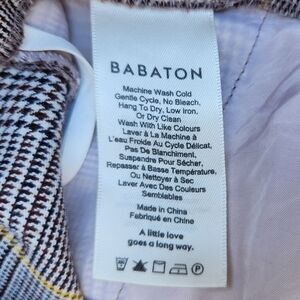 BABATON
Machine Wash Cold
Gentle Cycle, No Bleach,
Hang To Dry, Low Iron,
Or Dry Clean
Wash With Like Colours
Laver à La Machine à
L'eau Froide Au Cycle Délicat,
Pas De Blanchiment,
Suspendre Pour Sécher,
Repasser à Basse Température,
Ou Nettoyer à Sec
Laver Avec Des Couleurs
Semblables
Made in China
Fabriqué en China
A little love
goes a long way.
P